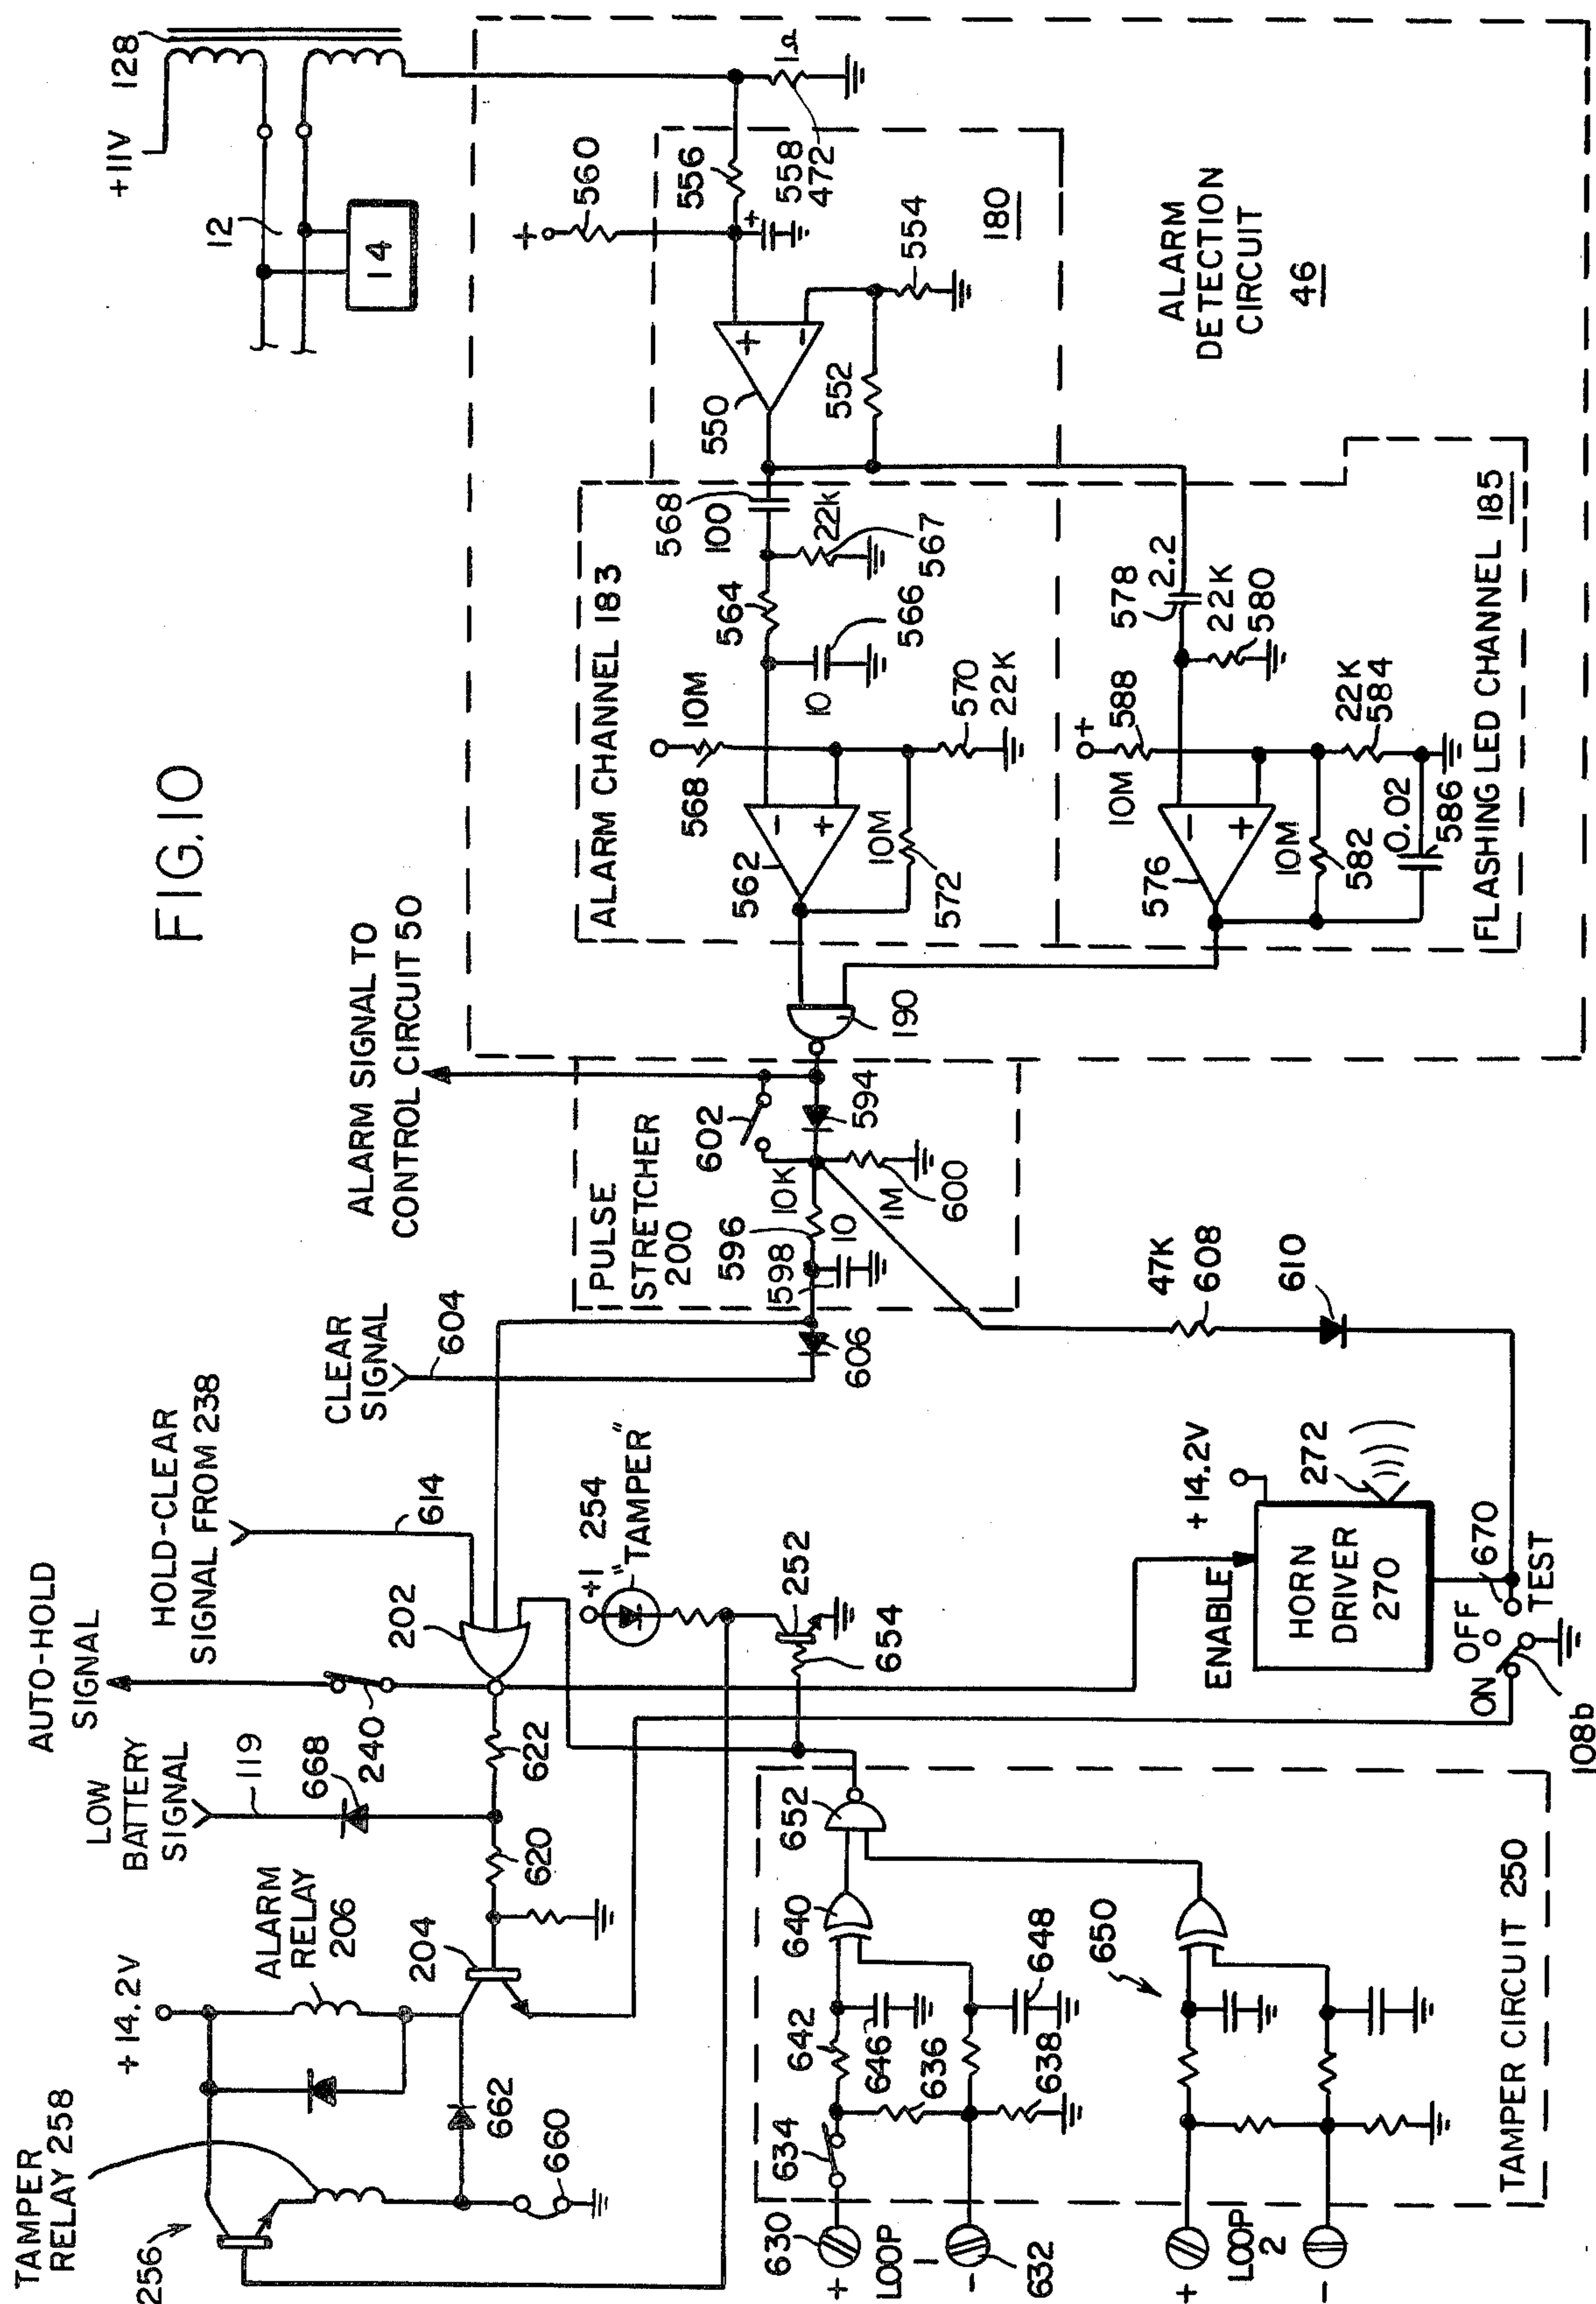 FIG.10
TAMPER
RELAY 258
256
+14.2V
ALARM
RELAY
206
204
662
660
LOW
BATTERY
SIGNAL
119
668
620
622
AUTO-HOLD
SIGNAL
240
202
HOLD-CLEAR
SIGNAL FROM 238
614
CLEAR
SIGNAL
604
606
+1 254
"TAMPER"
252
654
ALARM SIGNAL TO
CONTROL CIRCUIT 50
PULSE
STRETCHER
200
602
594
10K
596
10
598
1M
600
47K
608
610
+11V
128
12
14
1Ω
560
+
556
+
558
472
180
554
+
-
550
552
ALARM
DETECTION
CIRCUIT
46
ALARM CHANNEL 183
568
100
22K
567
564
566
10
10M
568
570
22K
-
+
562
10M
572
190
FLASHING LED CHANNEL 185
578
2.2
22K
580
+
588
10M
22K
584
-
+
576
10M
582
0.02
586
ENABLE
+14.2V
HORN
DRIVER
270
272
670
ON
OFF
TEST
108b
TAMPER CIRCUIT 250
630
+
LOOP
1
-
632
634
642
646
636
638
648
640
652
650
+
LOOP
2
-